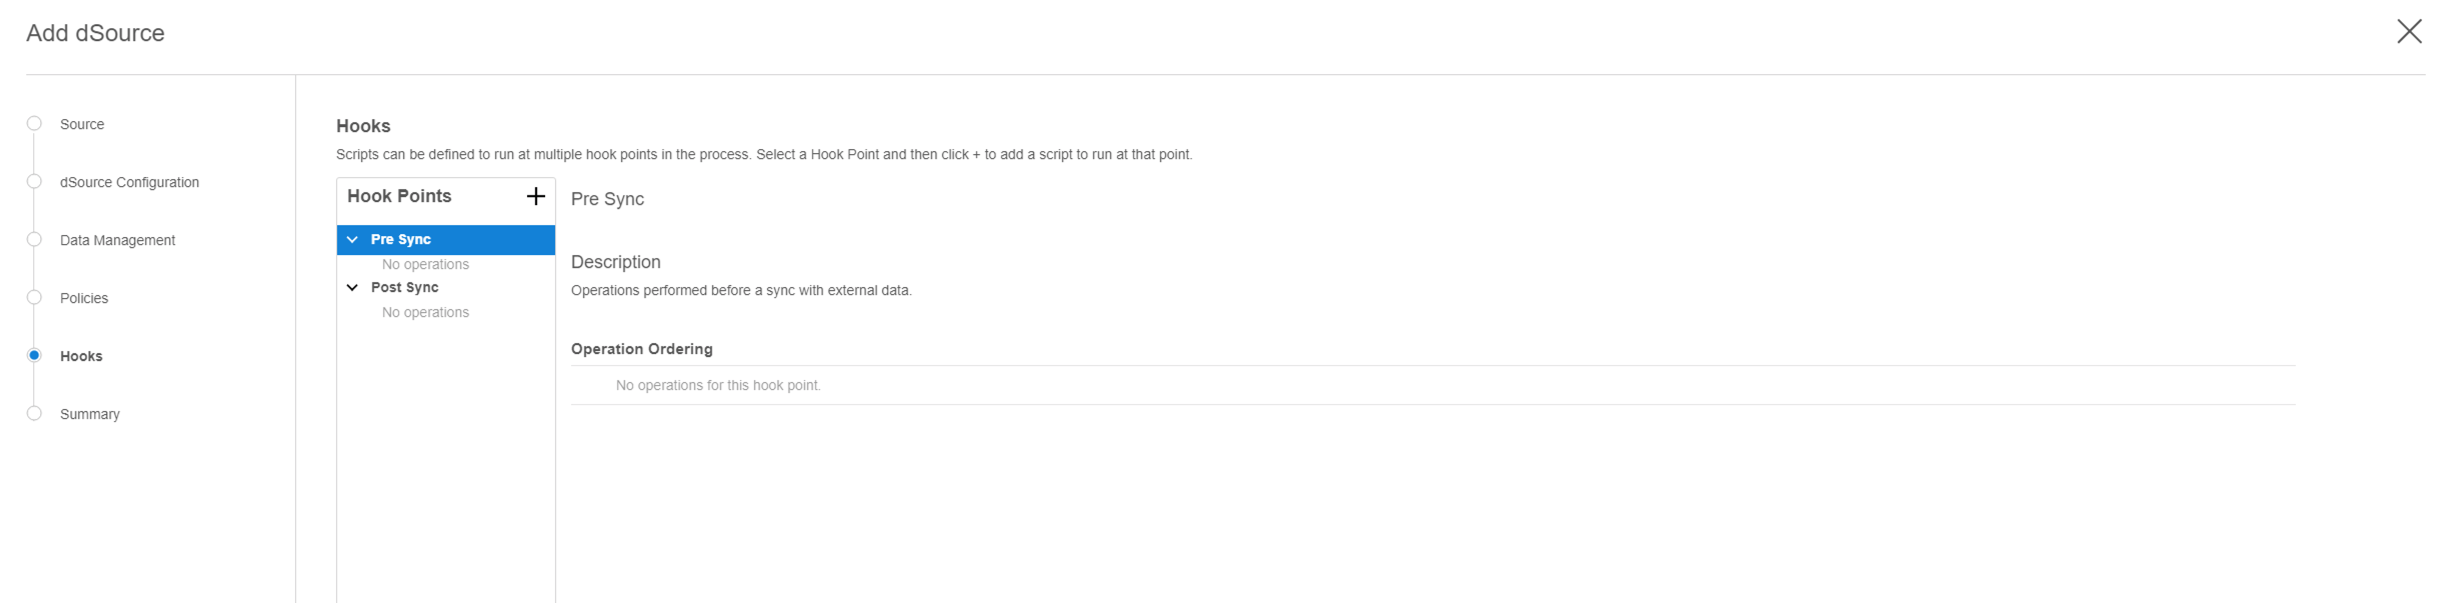 Add dSource
Source
dSource Configuration
Data Management
Policies
Hooks
Summary
Hooks
Scripts can be defined to run at multiple hook points in the process. Select a Hook Point and then click + to add a script to run at that point.
Hook Points
Pre Sync
No operations
Post Sync
No operations
Pre Sync
Description
Operations performed before a sync with external data.
Operation Ordering
No operations for this hook point.